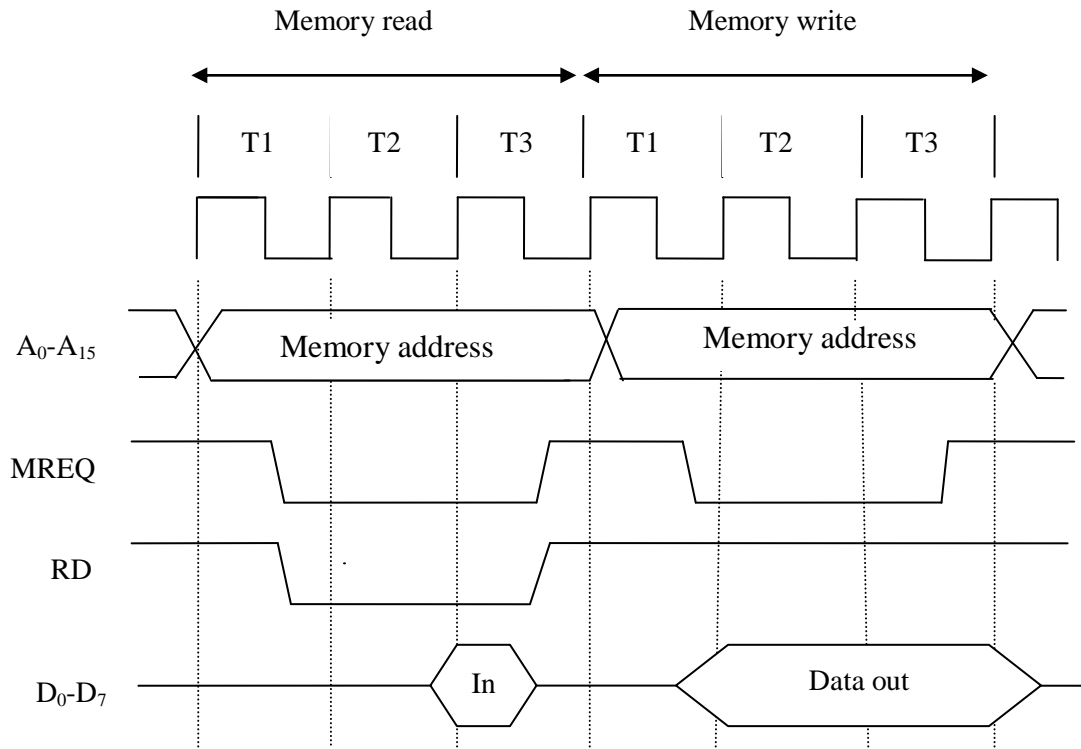 Memory read Memory write
T1 T2 T3 T1 T2 T3
A0-A15 Memory address Memory address
MREQ
RD
D0-D7 In Data out